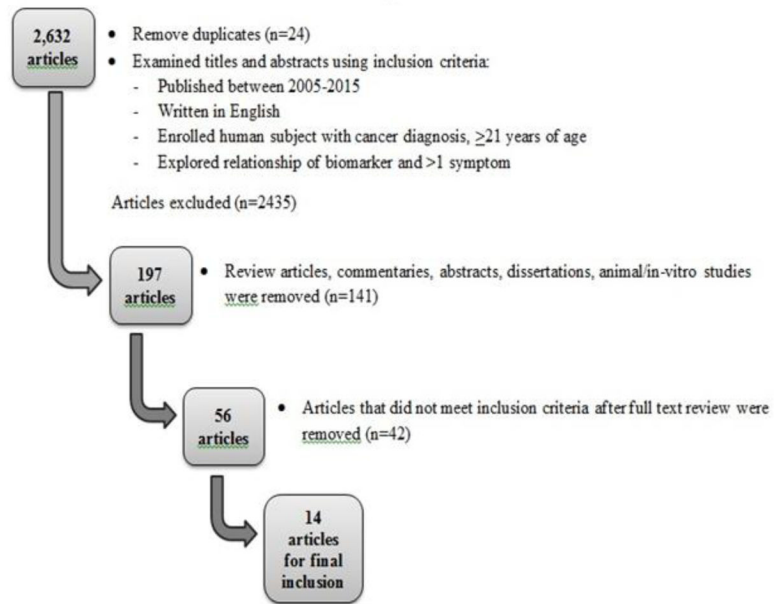 2,632
articles
• Remove duplicates (n=24)
• Examined titles and abstracts using inclusion criteria:
- Published between 2005-2015
- Written in English
- Enrolled human subject with cancer diagnosis, ≥21 years of age
- Explored relationship of biomarker and >1 symptom
Articles excluded (n=2435)
197
articles
• Review articles, commentaries, abstracts, dissertations, animal/in-vitro studies
were removed (n=141)
56
articles
• Articles that did not meet inclusion criteria after full text review were
removed (n=42)
14
articles
for final
inclusion